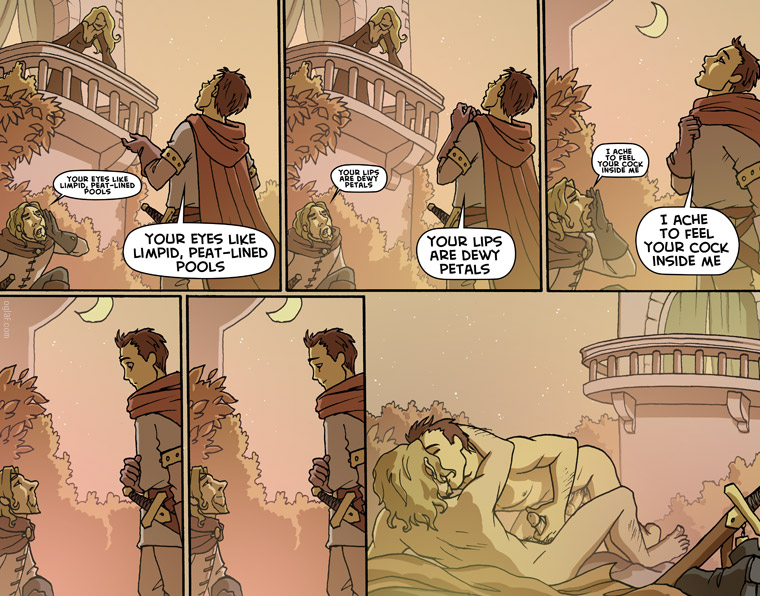 YOUR EYES LIKE
LIMPID, PEAT-LINED
POOLS
YOUR EYES LIKE
LIMPID, PEAT-LINED
POOLS
YOUR LIPS
ARE DEWY
PETALS
YOUR LIPS
ARE DEWY
PETALS
I ACHE
TO FEEL
YOUR COCK
INSIDE ME
I ACHE
TO FEEL
YOUR COCK
INSIDE ME
oglaf.com